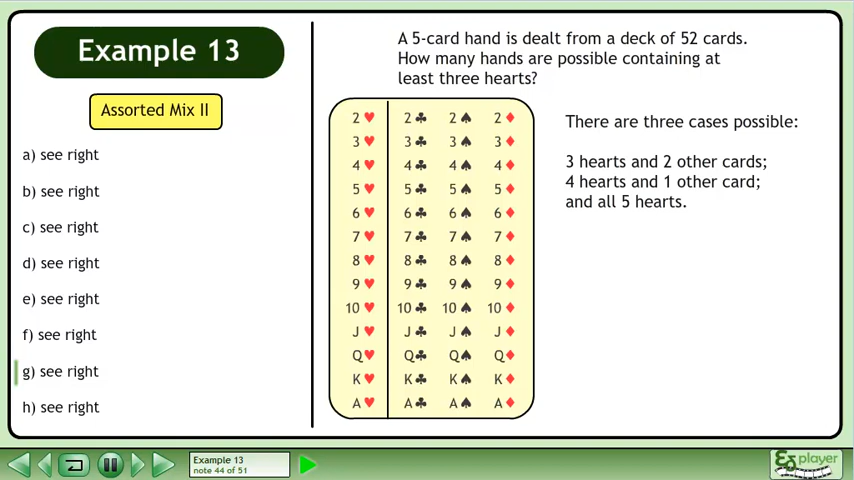 Example 13
Assorted Mix II
a) see right
b) see right
c) see right
d) see right
e) see right
f) see right
g) see right
h) see right
A 5-card hand is dealt from a deck of 52 cards.
How many hands are possible containing at
least three hearts?
2♥ 2♣ 2♠ 2♦
3♥ 3♣ 3♠ 3♦
4♥ 4♣ 4♠ 4♦
5♥ 5♣ 5♠ 5♦
6♥ 6♣ 6♠ 6♦
7♥ 7♣ 7♠ 7♦
8♥ 8♣ 8♠ 8♦
9♥ 9♣ 9♠ 9♦
10♥ 10♣ 10♠ 10♦
J♥ J♣ J♠ J♦
Q♥ Q♣ Q♠ Q♦
K♥ K♣ K♠ K♦
A♥ A♣ A♠ A♦
There are three cases possible:
3 hearts and 2 other cards;
4 hearts and 1 other card;
and all 5 hearts.
Example 13
note 44 of 51
player